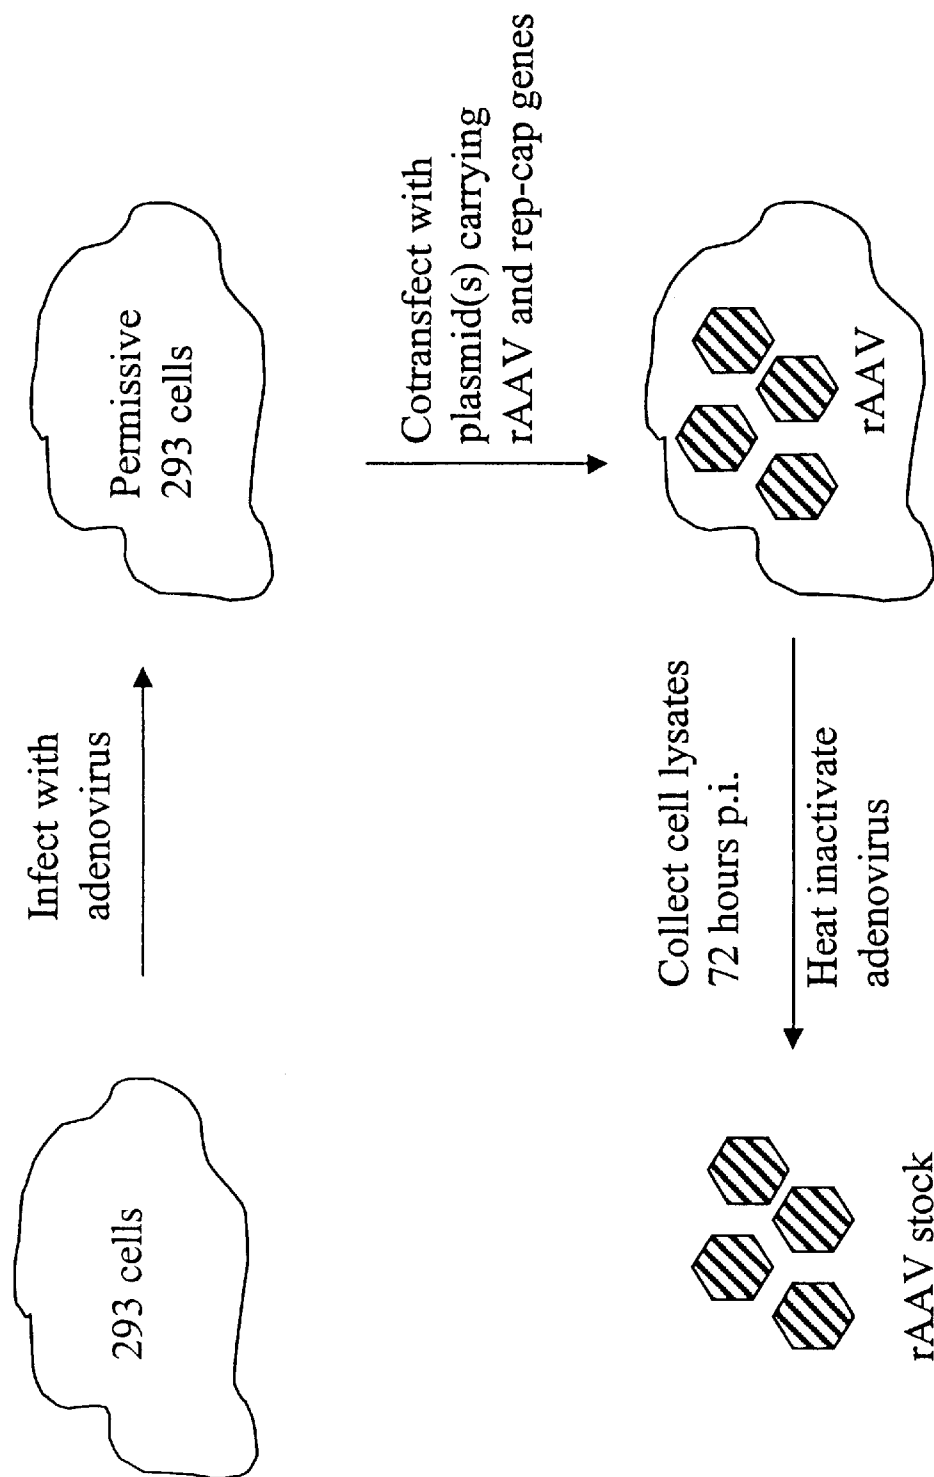 293 cells
Infect with
adenovirus
Permissive
293 cells
Cotransfect with
plasmid(s) carrying
rAAV and rep-cap genes
rAAV
Collect cell lysates
72 hours p.i.
Heat inactivate
adenovirus
rAAV stock